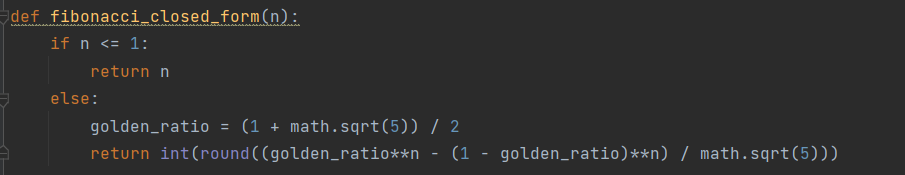 def fibonacci_closed_form(n):
    if n <= 1:
        return n
    else:
        golden_ratio = (1 + math.sqrt(5)) / 2
        return int(round((golden_ratio**n - (1 - golden_ratio)**n) / math.sqrt(5)))